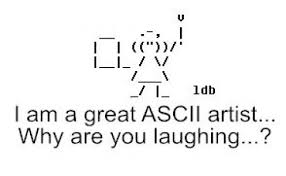 ldb
I am a great ASCII artist...
Why are you laughing...?